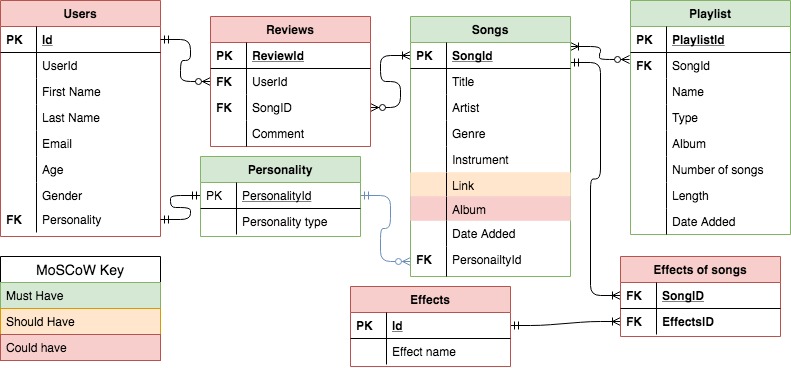 Users
PK Id
UserId
First Name
Last Name
Email
Age
Gender
FK Personality
Reviews
PK ReviewId
FK UserId
FK SongID
Comment
Songs
PK SongId
Title
Artist
Genre
Instrument
Link
Album
Date Added
FK PersonailtyId
Playlist
PK PlaylistId
FK SongId
Name
Type
Album
Number of songs
Length
Date Added
Personality
PK PersonalityId
Personality type
MoSCoW Key
Must Have
Should Have
Could have
Effects
PK Id
Effect name
Effects of songs
FK SongID
FK EffectsID